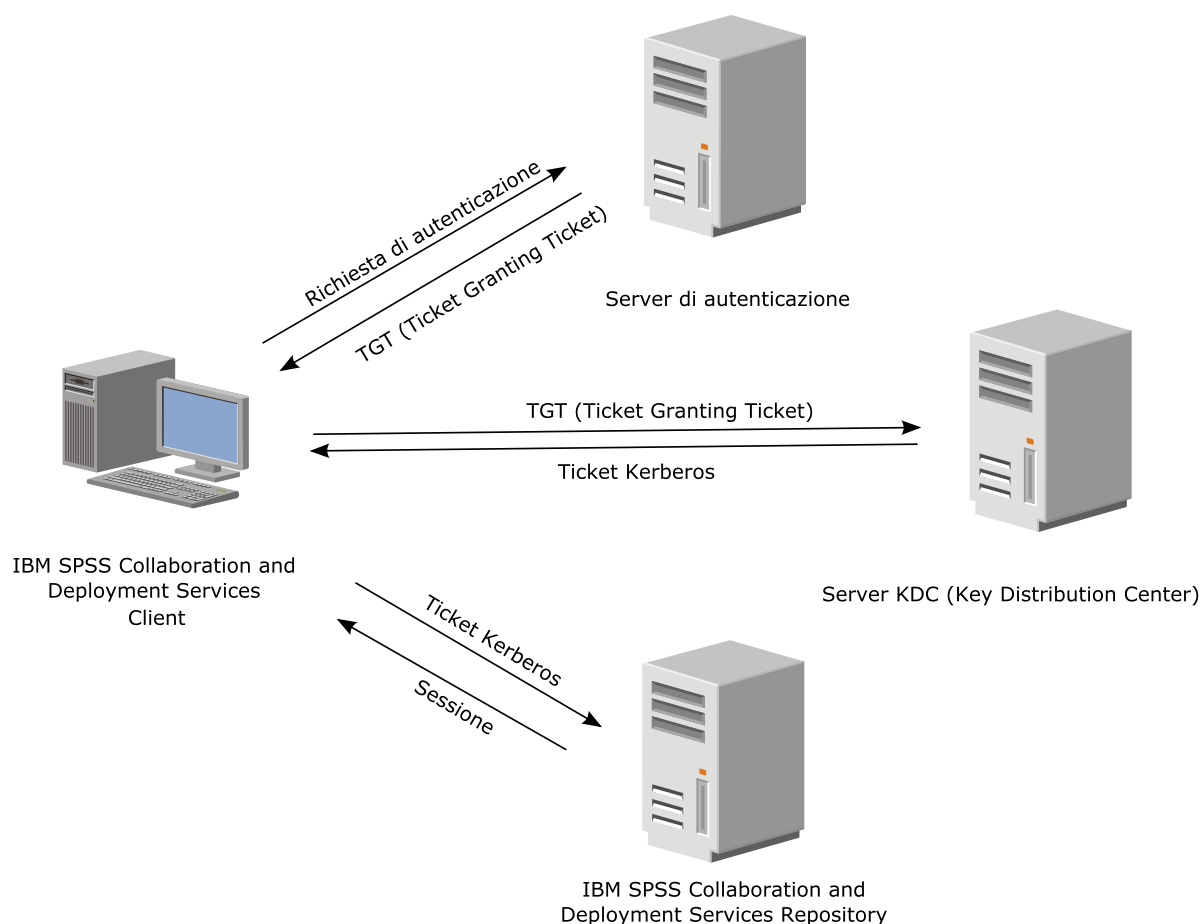 Richiesta di autenticazione
TGT (Ticket Granting Ticket)
Server di autenticazione
TGT (Ticket Granting Ticket)
Ticket Kerberos
IBM SPSS Collaboration and
Deployment Services
Client
Server KDC (Key Distribution Center)
Ticket Kerberos
Sessione
IBM SPSS Collaboration and
Deployment Services Repository